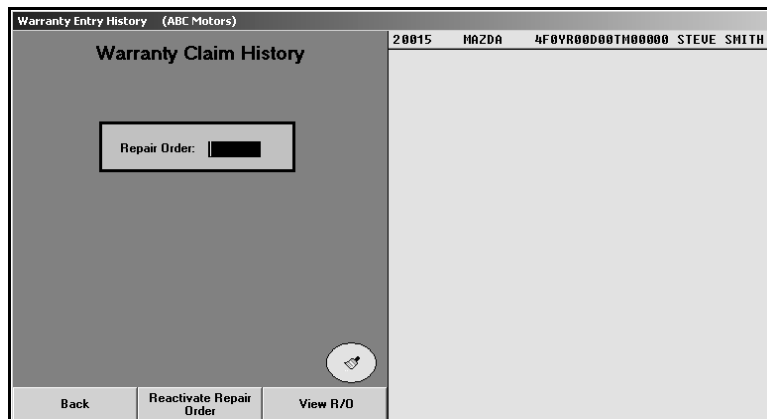 Warranty Entry History (ABC Motors)
Warranty Claim History
Repair Order:
Back
Reactivate Repair
Order
View R/O
20015 MAZDA 4F0YR00D00TM00000 STEVE SMITH